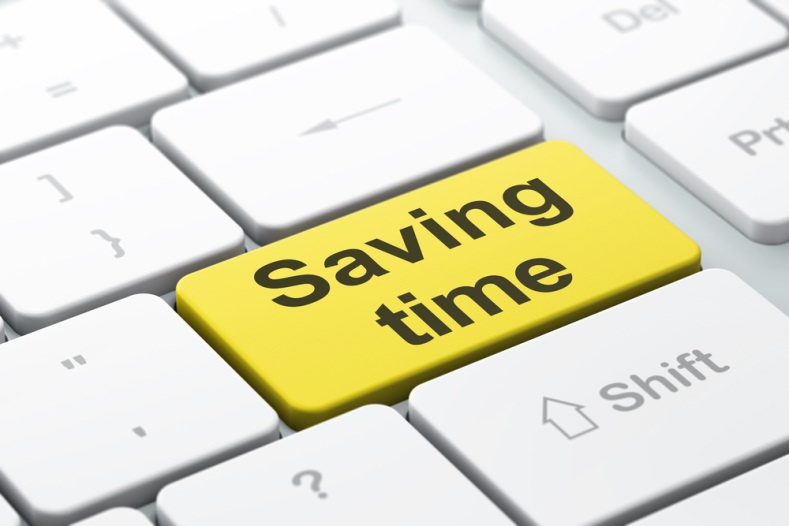 +
=
\
Del
Prt
]
}
Saving
time
"
'
Shift
?